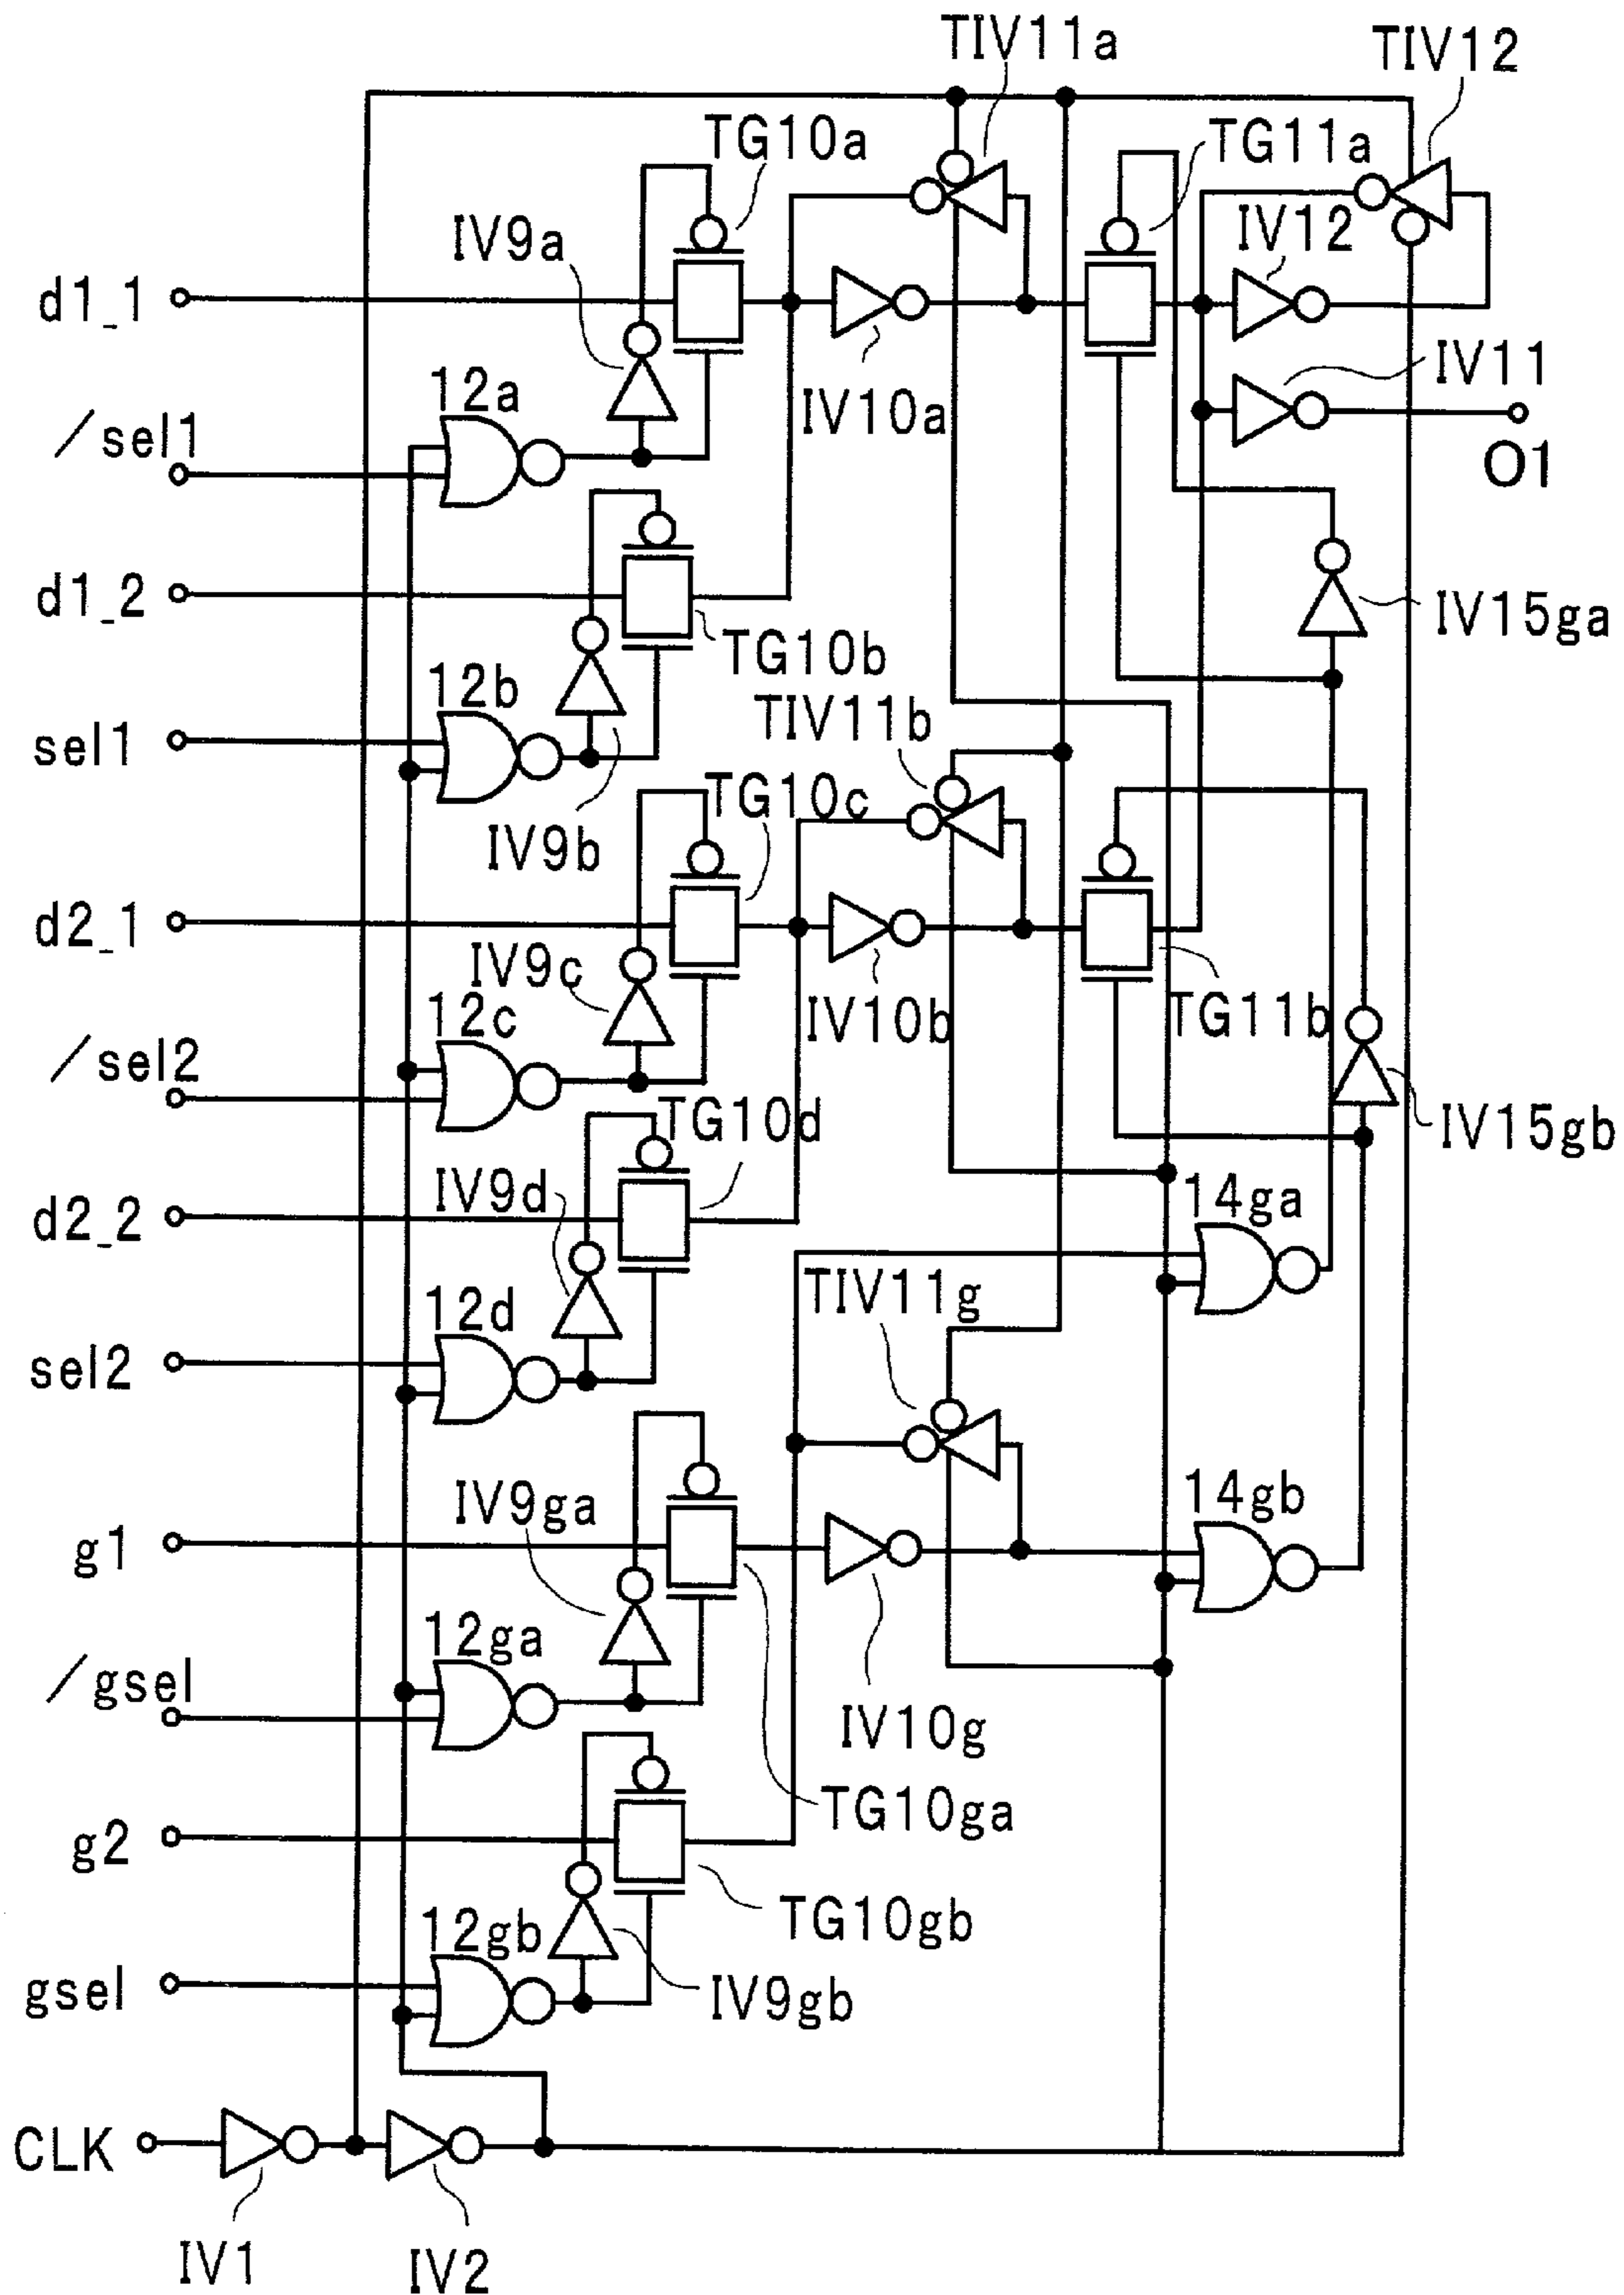 TIV11a
TIV12
TG10a
TG11a
IV9a
IV12
d1_1
12a
IV10a
IV11
/sel1
O1
d1_2
IV15ga
TG10b
12b
TIV11b
sel1
TG10c
IV9b
d2_1
IV9c
IV10b
TG11b
12c
/sel2
TG10d
IV15gb
IV9d
14ga
d2_2
TIV11g
12d
sel2
IV9ga
14gb
g1
12ga
/gsel
IV10g
TG10ga
g2
TG10gb
12gb
gsel
IV9gb
CLK
IV1
IV2